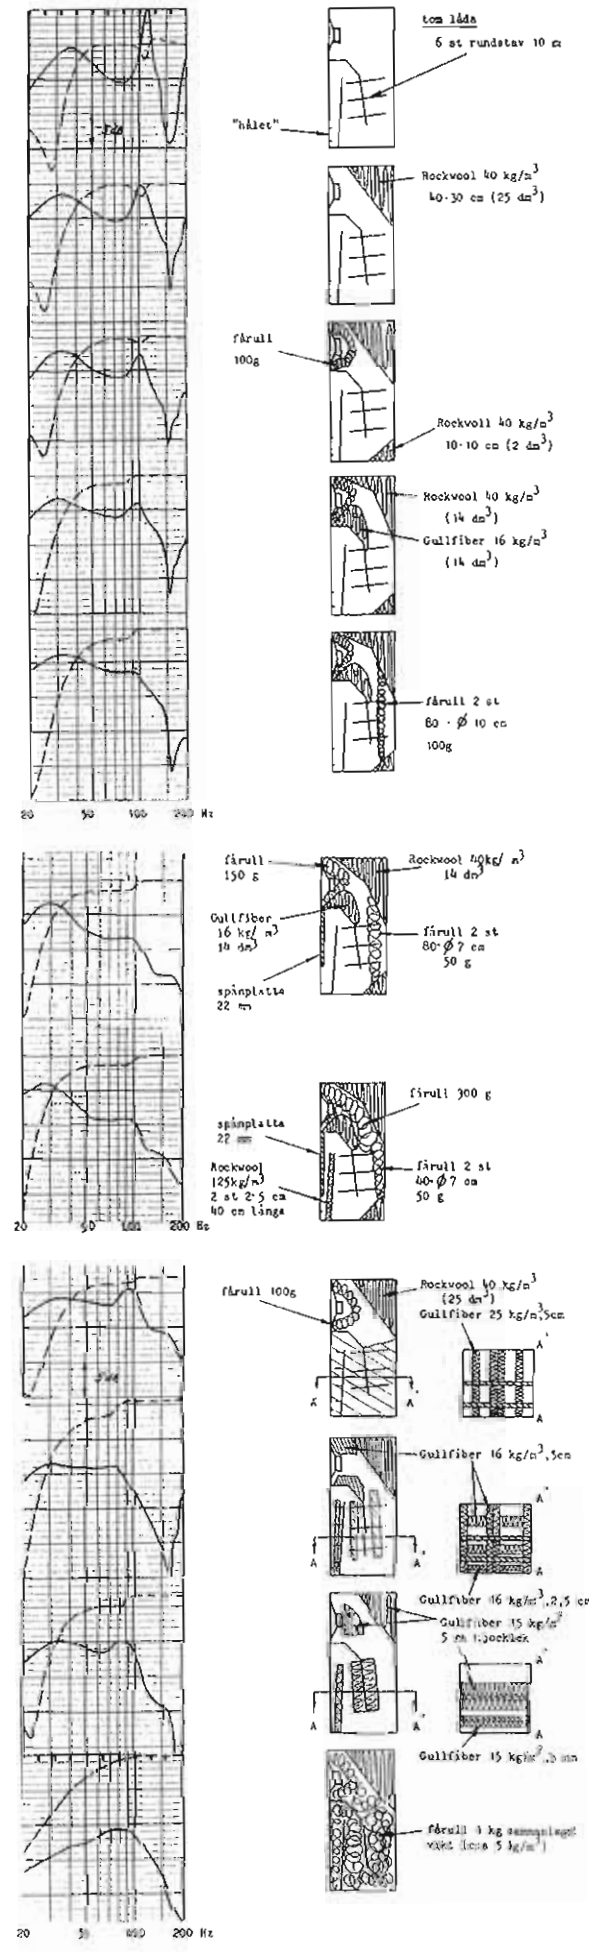 tom låda
6 st rundstav 10 m
5dB
"hålet"
Rockwool 40 kg/m³
40·30 cm (25 dm³)
fårull
100g
Rockwoll 40 kg/m³
10·10 cm (2 dm³)
Rockwool 40 kg/m³
(14 dm³)
Gullfiber 16 kg/m³
(14 dm³)
fårull 2 st
80 · Ø 10 cm
100g
20 50 100 200 Hz
fårull
150 g
Rockwool 40kg/ m³
14 dm³
Gullfiber
16 kg/ m³
14 dm³
fårull 2 st
80·Ø 7 cm
50 g
spånplatta
22 mm
fårull 300 g
spånplatta
22 mm
Rockwool
125kg/m³
2 st 2·5 cm
40 cm långa
fårull 2 st
40·Ø 7 cm
50 g
20 50 100 200 Hz
fårull 100g
Rockwool 40 kg/m³
(25 dm³)
Gullfiber 25 kg/m³,5cm
5dB
A A'
A'
A
Gullfiber 16 kg/m³,5cm
A A'
A'
A
Gullfiber 16 kg/m³,2,5 cm
Gullfiber 15 kg/m³
5 cm tjocklek
A A'
A'
A
Gullfiber 15 kg/m³
fårull 4 kg
vikt 5 kg/m³)
20 50 100 200 Hz